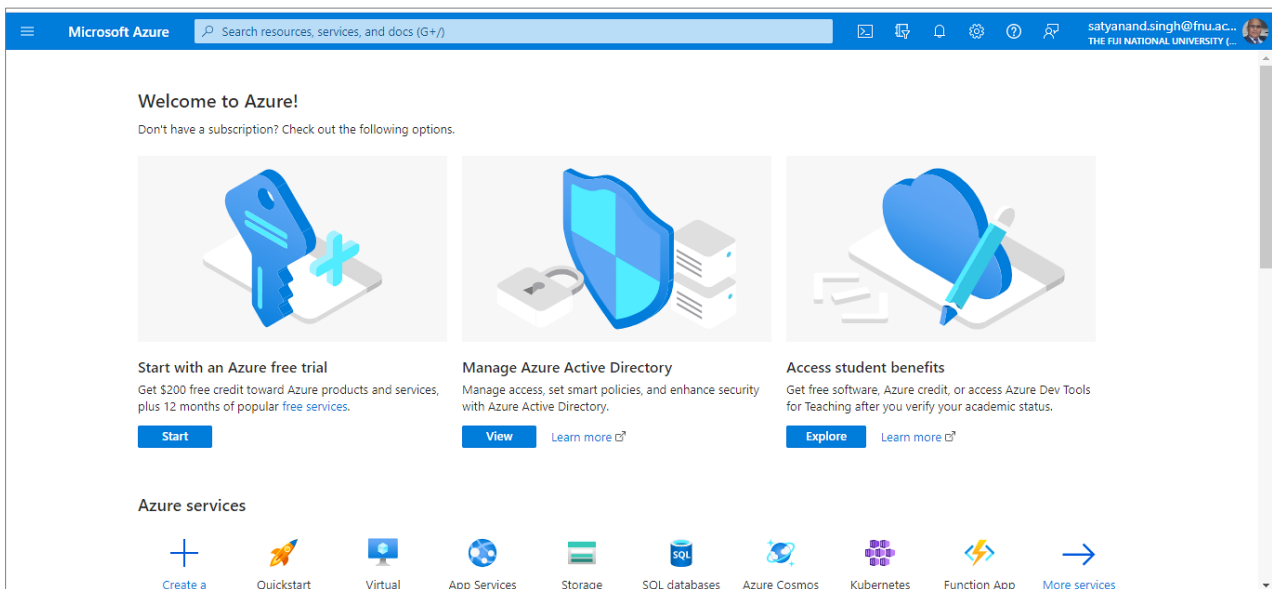 Microsoft Azure
Search resources, services, and docs (G+/)
satyanand.singh@fnu.ac...
THE FIJI NATIONAL UNIVERSITY (...
Welcome to Azure!
Don't have a subscription? Check out the following options.
Start with an Azure free trial
Get $200 free credit toward Azure products and services,
plus 12 months of popular free services.
Start
Manage Azure Active Directory
Manage access, set smart policies, and enhance security
with Azure Active Directory.
View
Learn more
Access student benefits
Get free software, Azure credit, or access Azure Dev Tools
for Teaching after you verify your academic status.
Explore
Learn more
Azure services
SQL
Create a
Quickstart
Virtual
App Services
Storage
SQL databases
Azure Cosmos
Kubernetes
Function App
More services